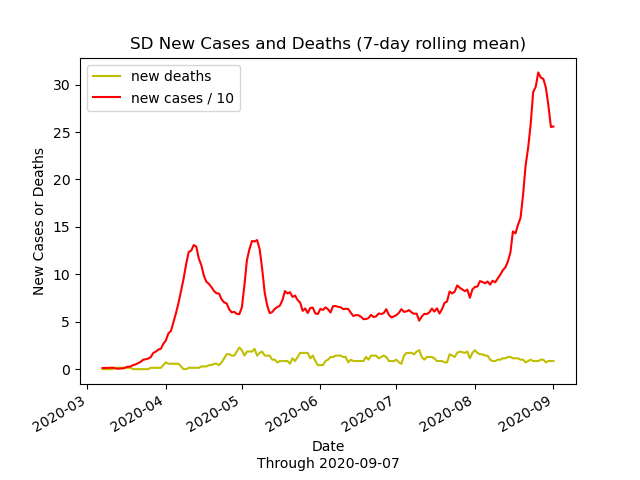 SD New Cases and Deaths (7-day rolling mean)
new deaths
new cases / 10
New Cases or Deaths
30
25
20
15
10
5
0
2020-03
2020-04
2020-05
2020-06
2020-07
2020-08
2020-09
Date
Through 2020-09-07